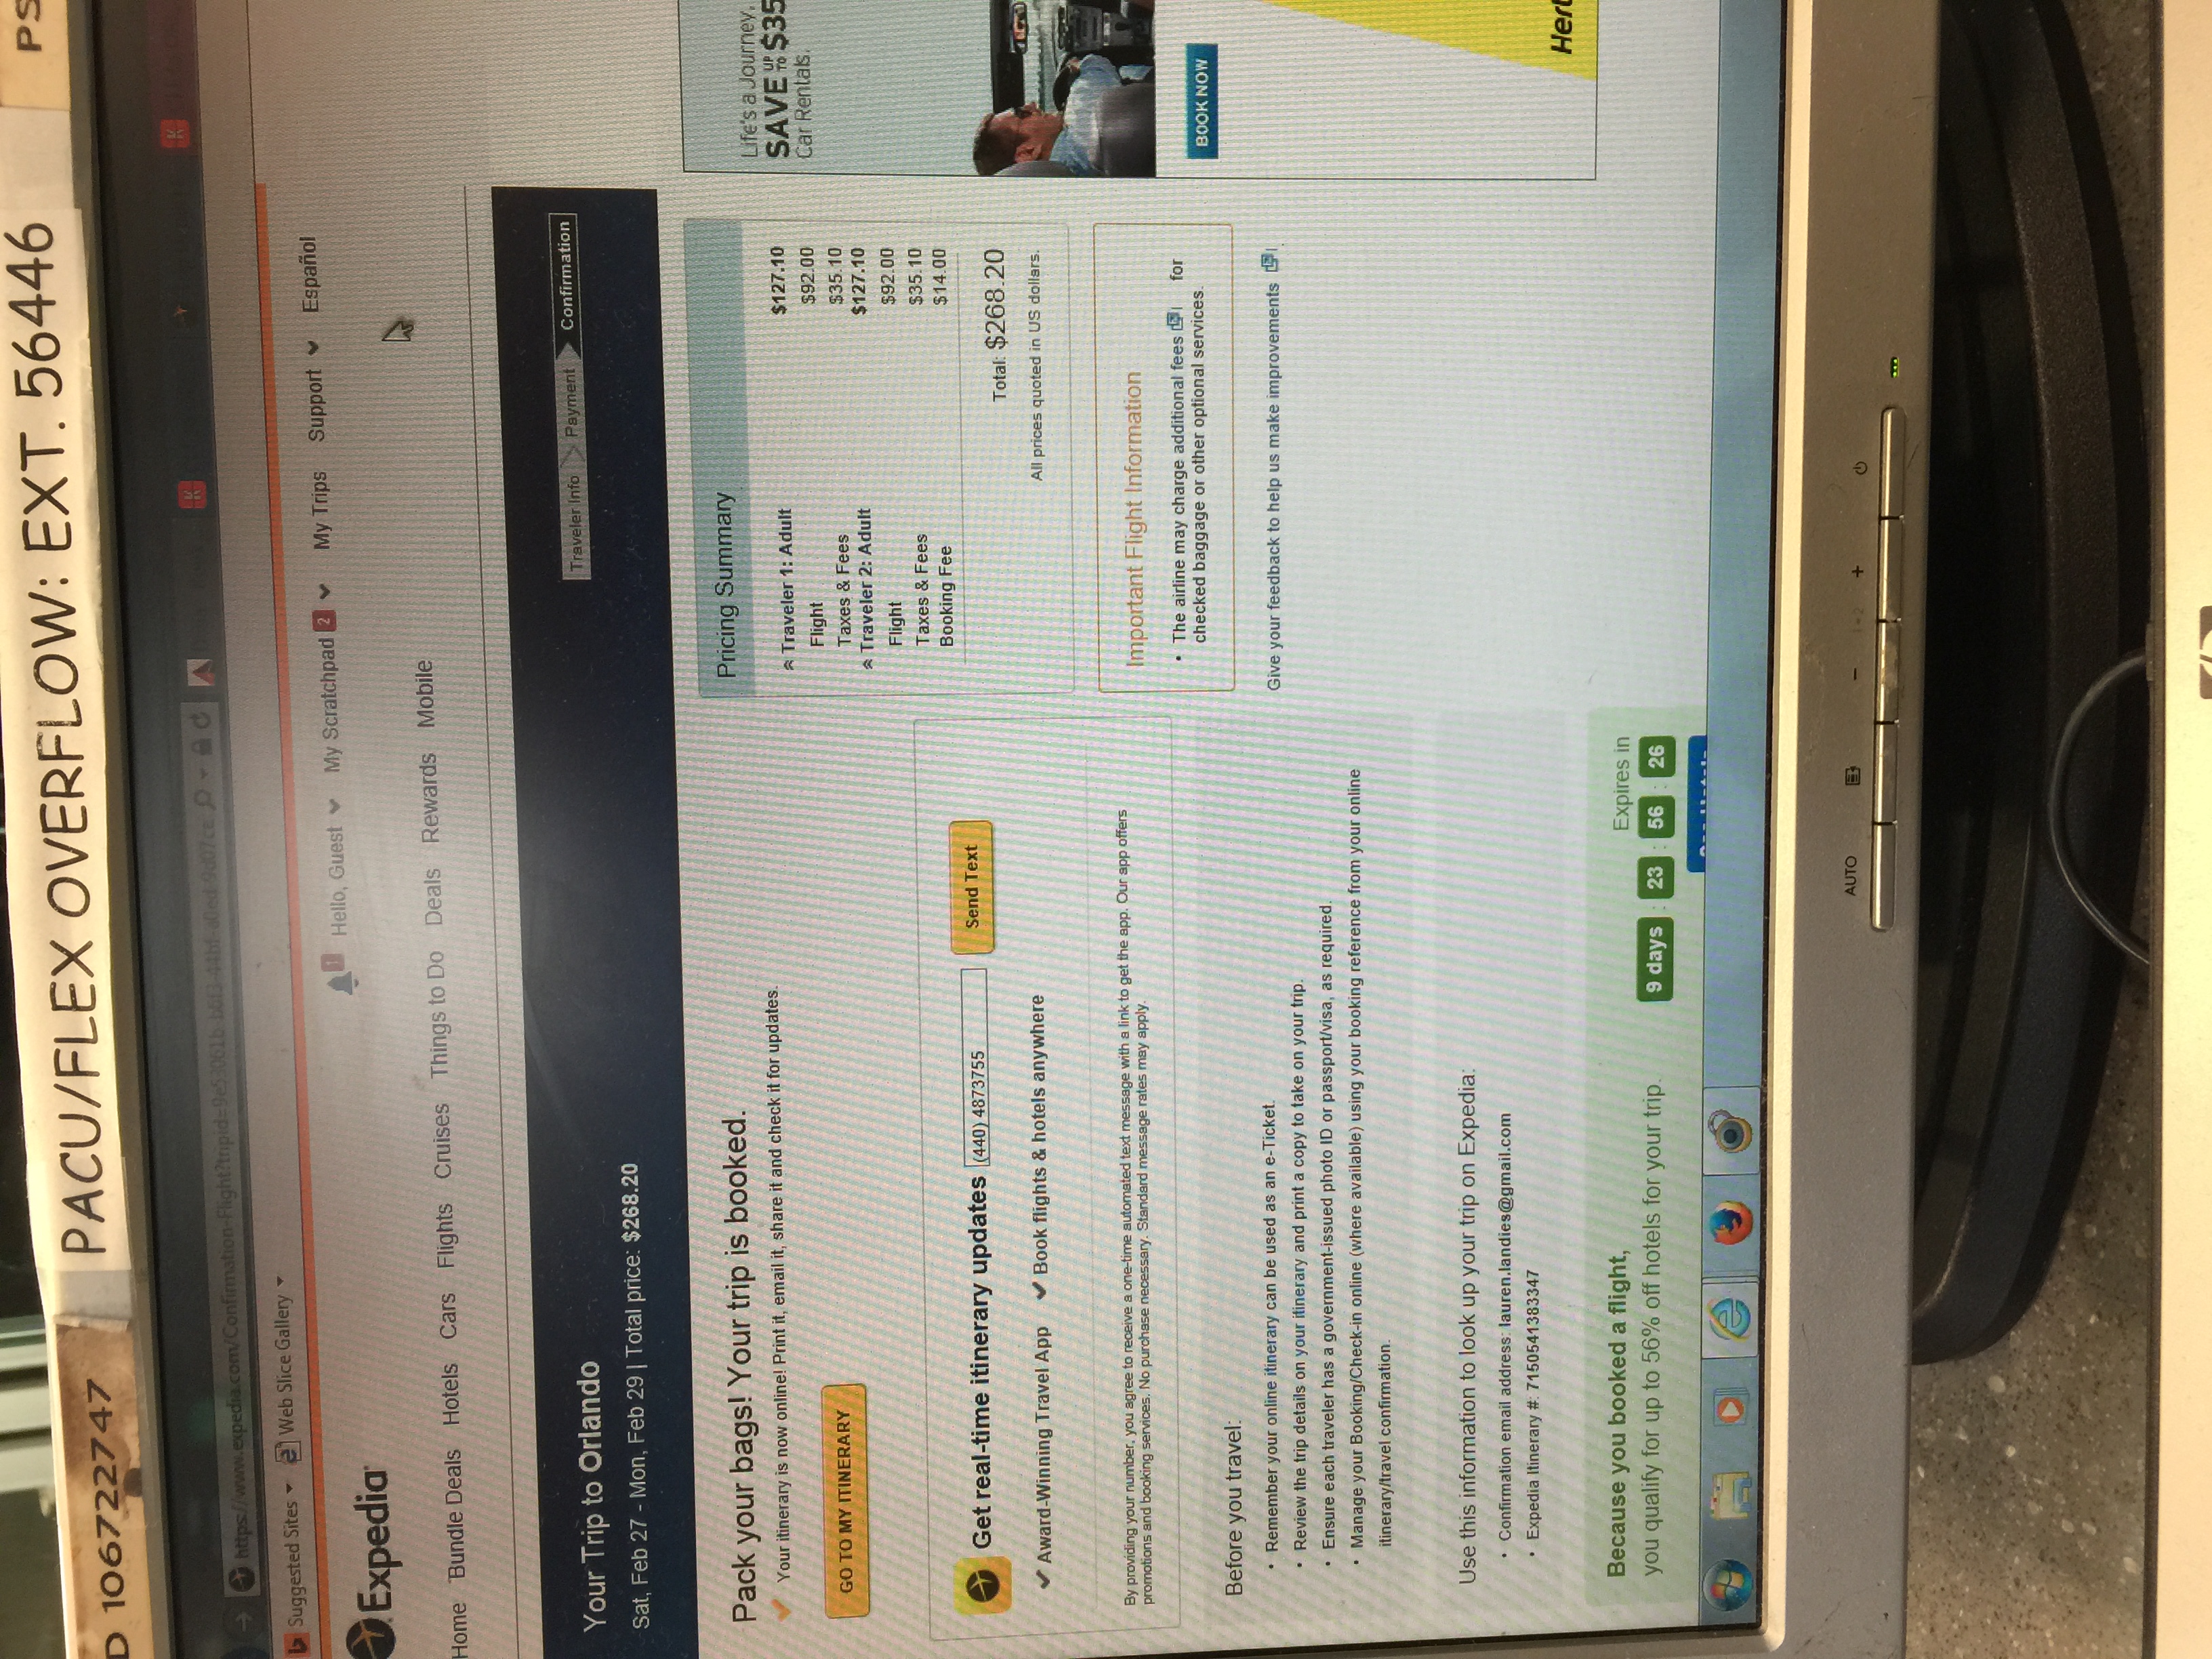 PACU/FLEX OVERFLOW: EXT. 56446
PS
D 106722747
https://www.expedia.com/Confirmation-Flight?tripid=
Suggested Sites
Web Slice Gallery
1 Hello, Guest My Scratchpad 2 My Trips Support Español
Expedia
Home Bundle Deals Hotels Cars Flights Cruises Things to Do Deals Rewards Mobile
Your Trip to Orlando
Sat, Feb 27 - Mon, Feb 29 | Total price: $268.20
Traveler Info Payment Confirmation
Pack your bags! Your trip is booked.
Your itinerary is now online! Print it, email it, share it and check it for updates.
GO TO MY ITINERARY
Get real-time itinerary updates (440) 4873755 Send Text
Award-Winning Travel App Book flights & hotels anywhere
By providing your number, you agree to receive a one-time automated text message with a link to get the app. Our app offers
promotions and booking services. No purchase necessary. Standard message rates may apply.
Before you travel:
• Remember your online itinerary can be used as an e-Ticket.
• Review the trip details on your itinerary and print a copy to take on your trip.
• Ensure each traveler has a government-issued photo ID or passport/visa, as required.
• Manage your Booking/Check-in online (where available) using your booking reference from your online
itinerary/travel confirmation.
Use this information to look up your trip on Expedia:
• Confirmation email address: lauren.landies@gmail.com
• Expedia Itinerary #: 7150541383347
Because you booked a flight,
you qualify for up to 56% off hotels for your trip.
Expires in
9 days : 23 : 56 : 26
Pricing Summary
Traveler 1: Adult $127.10
Flight $92.00
Taxes & Fees $35.10
Traveler 2: Adult $127.10
Flight $92.00
Taxes & Fees $35.10
Booking Fee $14.00
Total: $268.20
All prices quoted in US dollars.
Important Flight Information
• The airline may charge additional fees for
checked baggage or other optional services.
Give your feedback to help us make improvements
Life's a Journey.
SAVE UP TO $35
Car Rentals.
BOOK NOW
Hert
AUTO